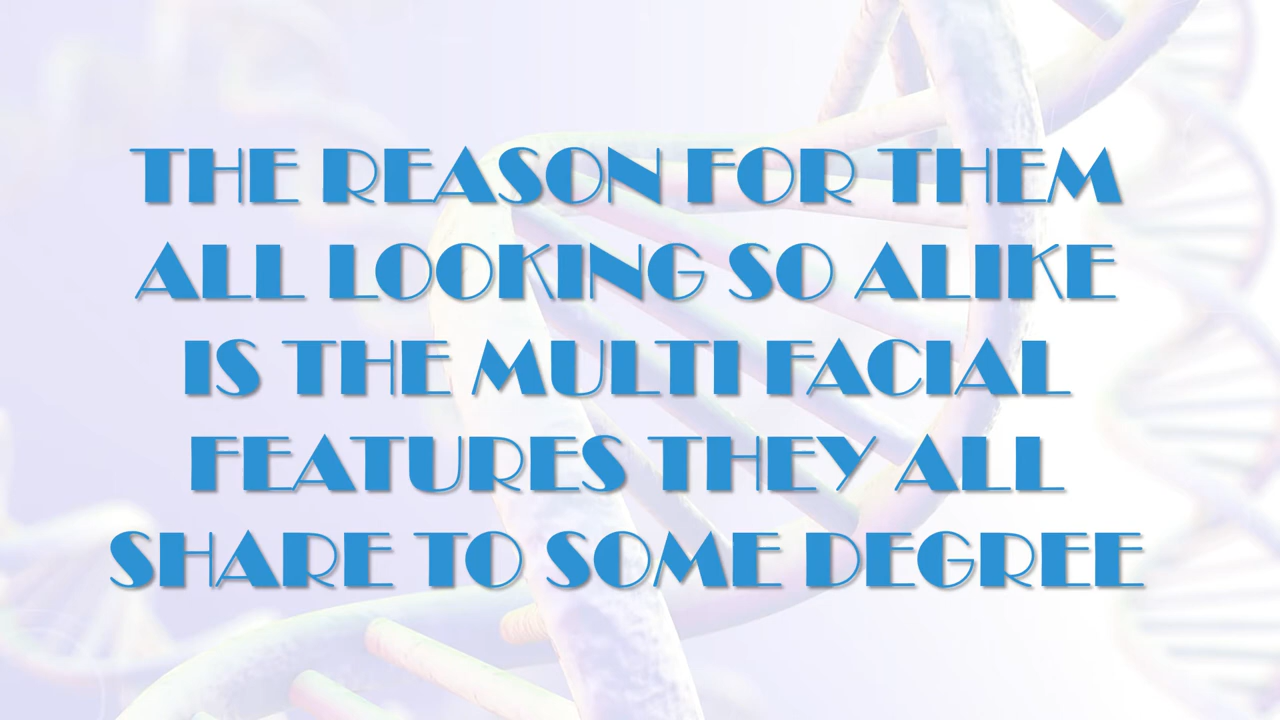 THE REASON FOR THEM
ALL LOOKING SO ALIKE
IS THE MULTI FACIAL
FEATURES THEY ALL
SHARE TO SOME DEGREE